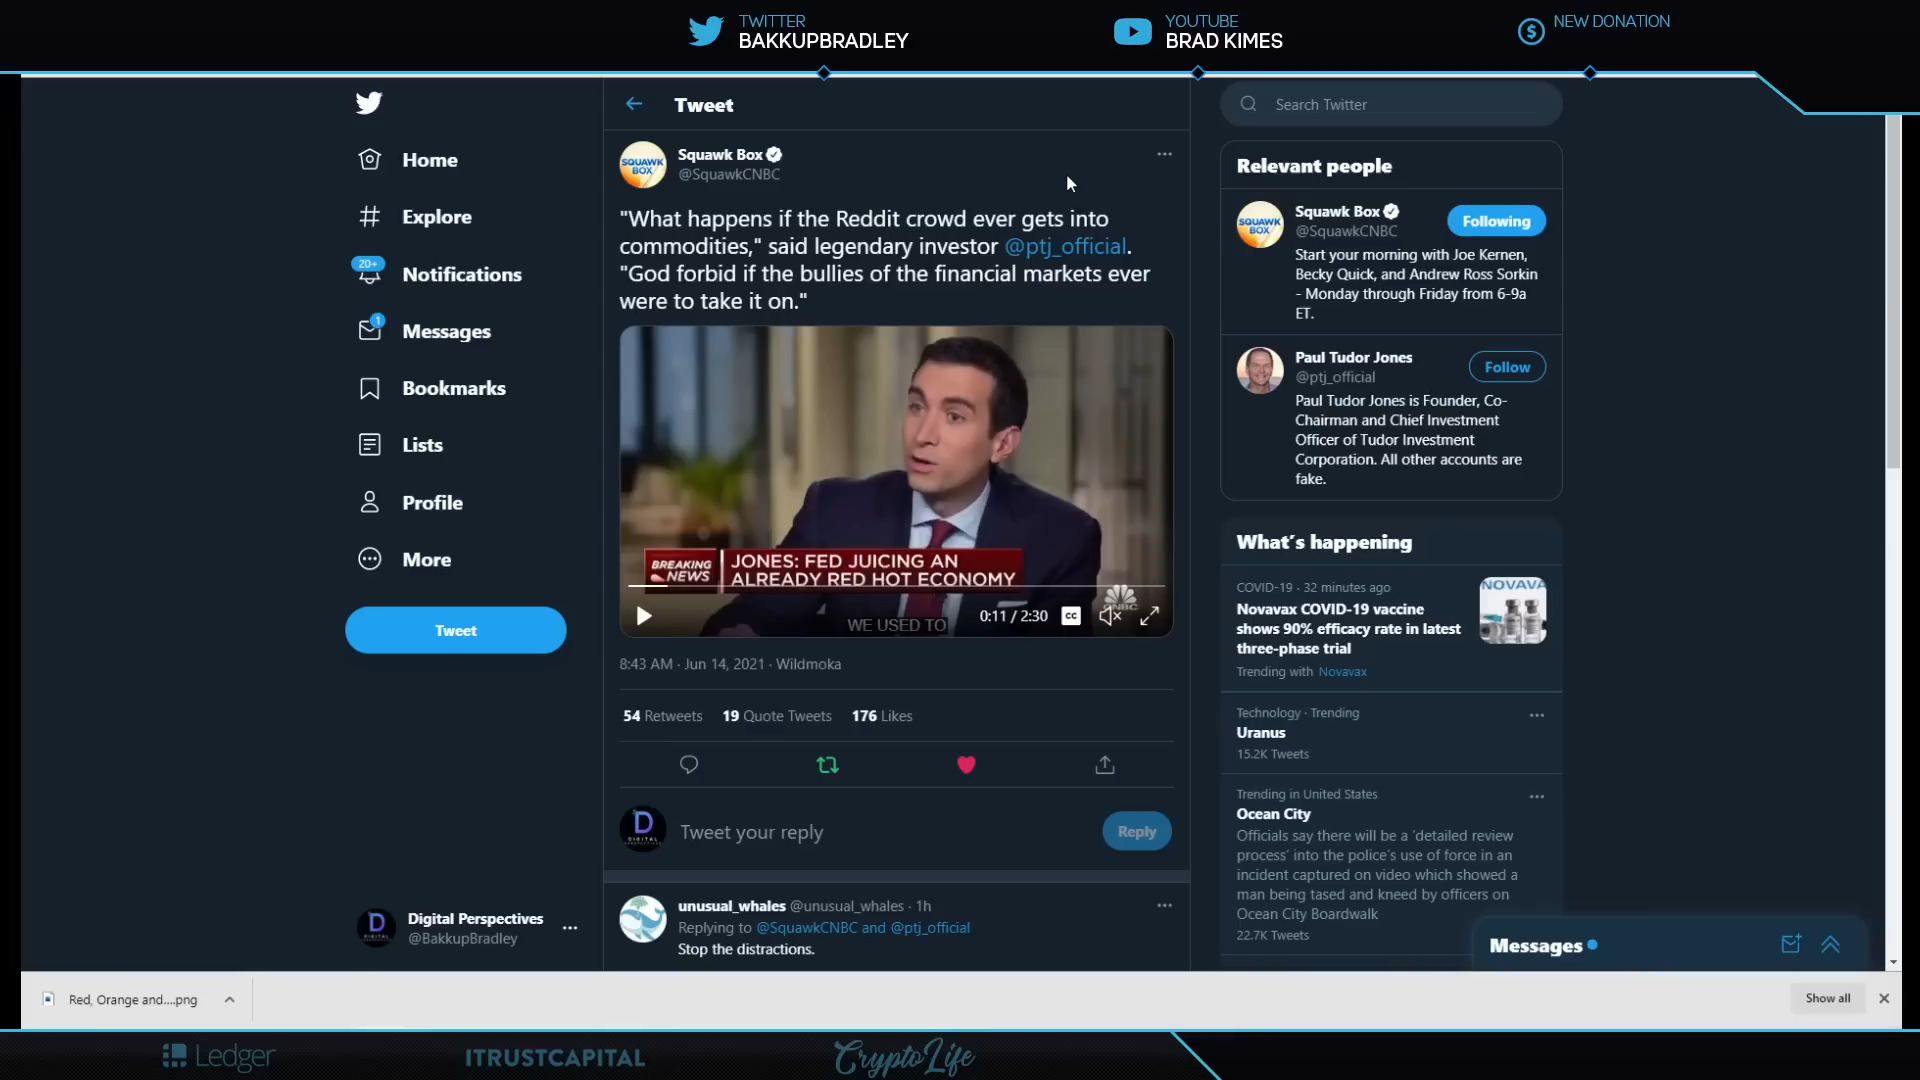 TWITTER
BAKKUPBRADLEY
YOUTUBE
BRAD KIMES
NEW DONATION
Home
Explore
20+
Notifications
1
Messages
Bookmarks
Lists
Profile
More
Tweet
Digital Perspectives
@BakkupBradley
Tweet
SQUAWK
BOX
Squawk Box
@SquawkCNBC
"What happens if the Reddit crowd ever gets into
commodities," said legendary investor @ptj_official.
"God forbid if the bullies of the financial markets ever
were to take it on."
BREAKING
NEWS
JONES: FED JUICING AN
ALREADY RED HOT ECONOMY
WE USED TO
0:11 / 2:30
CC
CNBC
8:43 AM · Jun 14, 2021 · Wildmoka
54 Retweets 19 Quote Tweets 176 Likes
D
DIGITAL
Tweet your reply
Reply
unusual_whales @unusual_whales · 1h
Replying to @SquawkCNBC and @ptj_official
Stop the distractions.
Search Twitter
Relevant people
SQUAWK
BOX
Squawk Box
@SquawkCNBC
Following
Start your morning with Joe Kernen,
Becky Quick, and Andrew Ross Sorkin
- Monday through Friday from 6-9a
ET.
Paul Tudor Jones
@ptj_official
Follow
Paul Tudor Jones is Founder, Co-
Chairman and Chief Investment
Officer of Tudor Investment
Corporation. All other accounts are
fake.
What's happening
COVID-19 · 32 minutes ago
Novavax COVID-19 vaccine
shows 90% efficacy rate in latest
three-phase trial
Trending with Novavax
NOVAVA
Technology · Trending
Uranus
15.2K Tweets
Trending in United States
Ocean City
Officials say there will be a 'detailed review
process' into the police's use of force in an
incident captured on video which showed a
man being tased and kneed by officers on
Ocean City Boardwalk
22.7K Tweets
Messages
Red, Orange and....png
Show all
Ledger
ITRUSTCAPITAL
CryptoLife